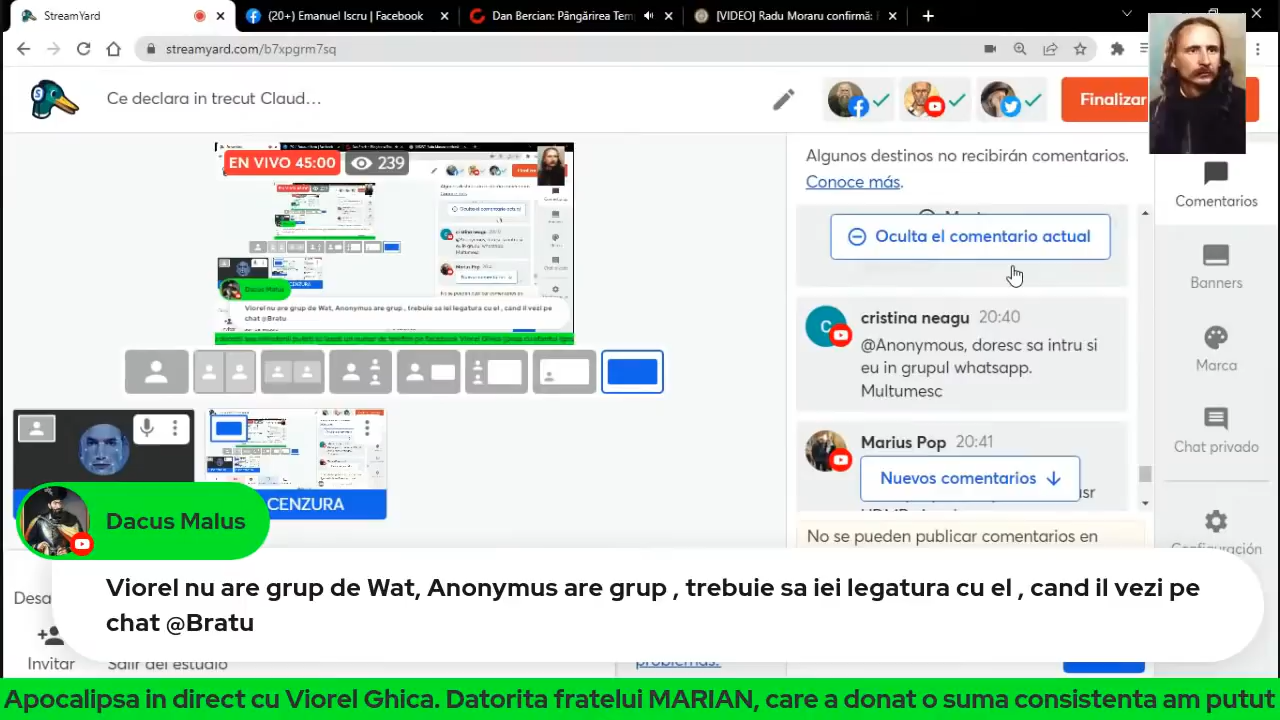 StreamYard
(20+) Emanuel Iscru | Facebook
Dan Bercian: Pângărirea Tem
[VIDEO] Radu Moraru confirmă:
streamyard.com/b7xpgrm7sq
Ce declara in trecut Claud…
Finalizar
EN VIVO 45:00
239
Algunos destinos no recibirán comentarios.
Conoce más.
Oculta el comentario actual
cristina neagu 20:40
@Anonymous, doresc sa intru si
eu in grupul whatsapp.
Multumesc
Marius Pop 20:41
Nuevos comentarios
No se pueden publicar comentarios en
problemas.
Comentarios
Banners
Marca
Chat privado
Configuración
CENZURA
Dacus Malus
Viorel nu are grup de Wat, Anonymus are grup , trebuie sa iei legatura cu el , cand il vezi pe
chat @Bratu
Invitar
Salir del estudio
Apocalipsa in direct cu Viorel Ghica. Datorita fratelui MARIAN, care a donat o suma consistenta am putut